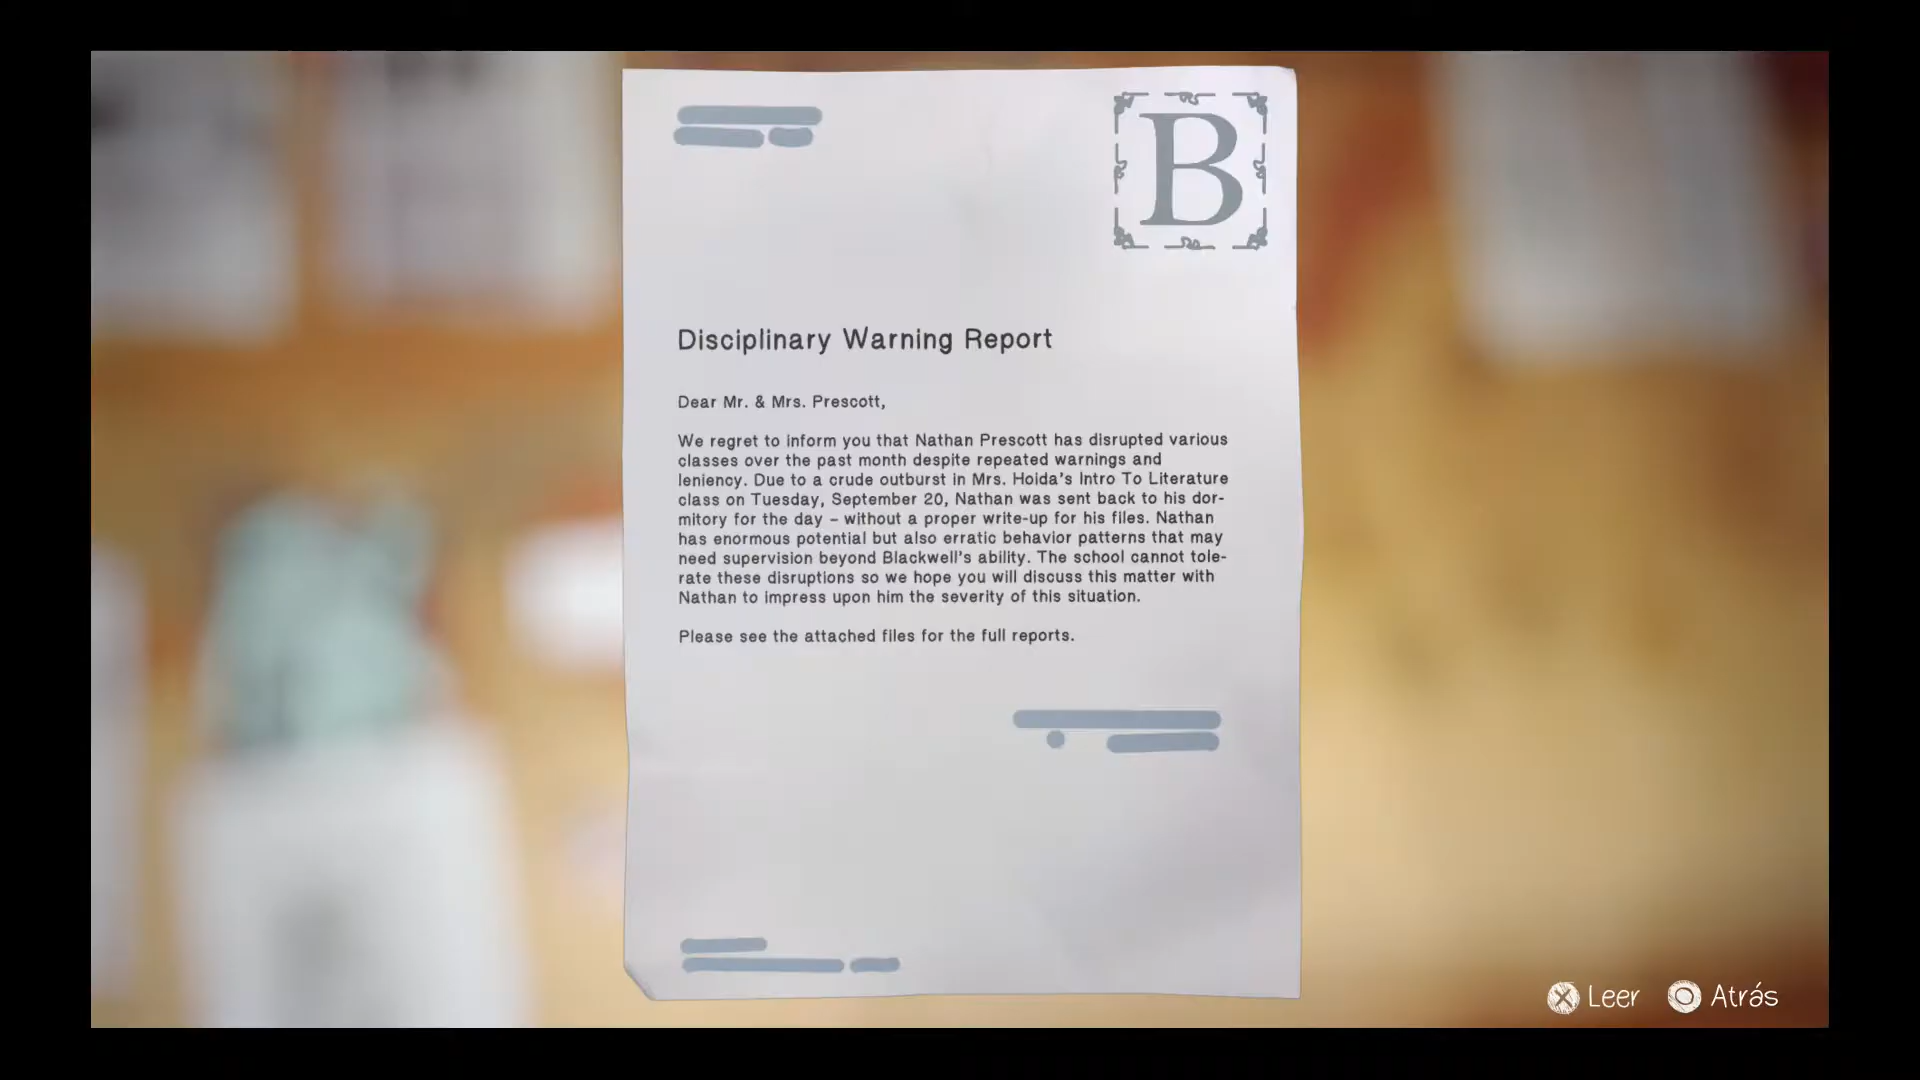 B
Disciplinary Warning Report
Dear Mr. & Mrs. Prescott,
We regret to inform you that Nathan Prescott has disrupted various
classes over the past month despite repeated warnings and
leniency. Due to a crude outburst in Mrs. Hoida's Intro To Literature
class on Tuesday, September 20, Nathan was sent back to his dor-
mitory for the day – without a proper write-up for his files. Nathan
has enormous potential but also erratic behavior patterns that may
need supervision beyond Blackwell's ability. The school cannot tole-
rate these disruptions so we hope you will discuss this matter with
Nathan to impress upon him the severity of this situation.
Please see the attached files for the full reports.
Leer
Atrás